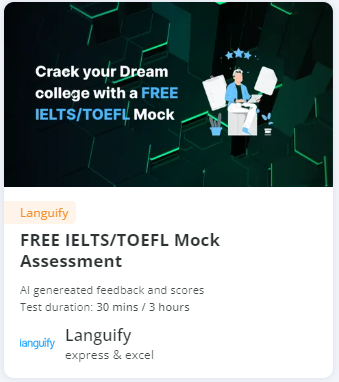 Crack your Dream
college with a FREE
IELTS/TOEFL Mock
Languify
FREE IELTS/TOEFL Mock
Assessment
AI genereated feedback and scores
Test duration: 30 mins / 3 hours
languify
Languify
express & excel